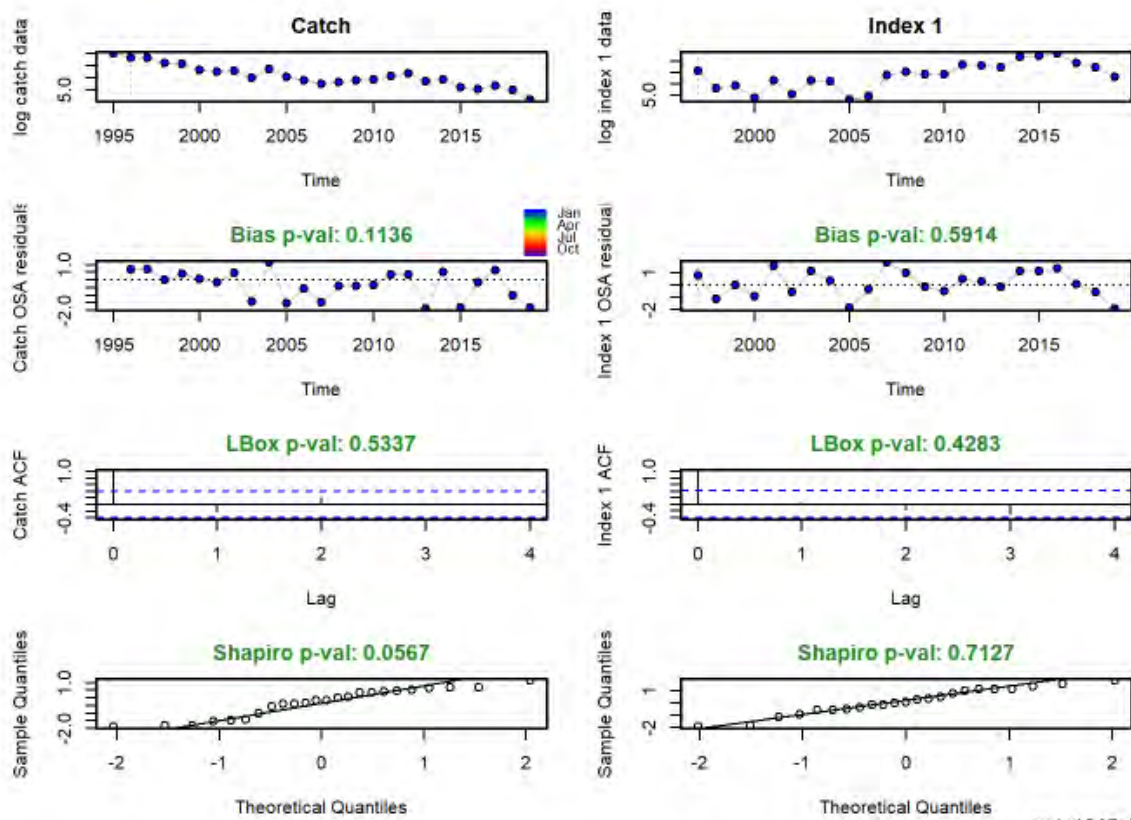 Catch
log catch data
5.0
1995 2000 2005 2010 2015
Time
Index 1
log index 1 data
5.0
2000 2005 2010 2015
Time
Jan
Apr
Jul
Oct
Bias p-val: 0.1136
Catch OSA residuals
1.0
-2.0
1995 2000 2005 2010 2015
Time
Bias p-val: 0.5914
Index 1 OSA residual
1
-2
2000 2005 2010 2015
Time
LBox p-val: 0.5337
Catch ACF
1.0
-0.4
0 1 2 3 4
Lag
LBox p-val: 0.4283
Index 1 ACF
1.0
-0.4
0 1 2 3 4
Lag
Shapiro p-val: 0.0567
Sample Quantiles
1.0
-2.0
-2 -1 0 1 2
Theoretical Quantiles
Shapiro p-val: 0.7127
Sample Quantiles
1
-2
-2 -1 0 1 2
Theoretical Quantiles